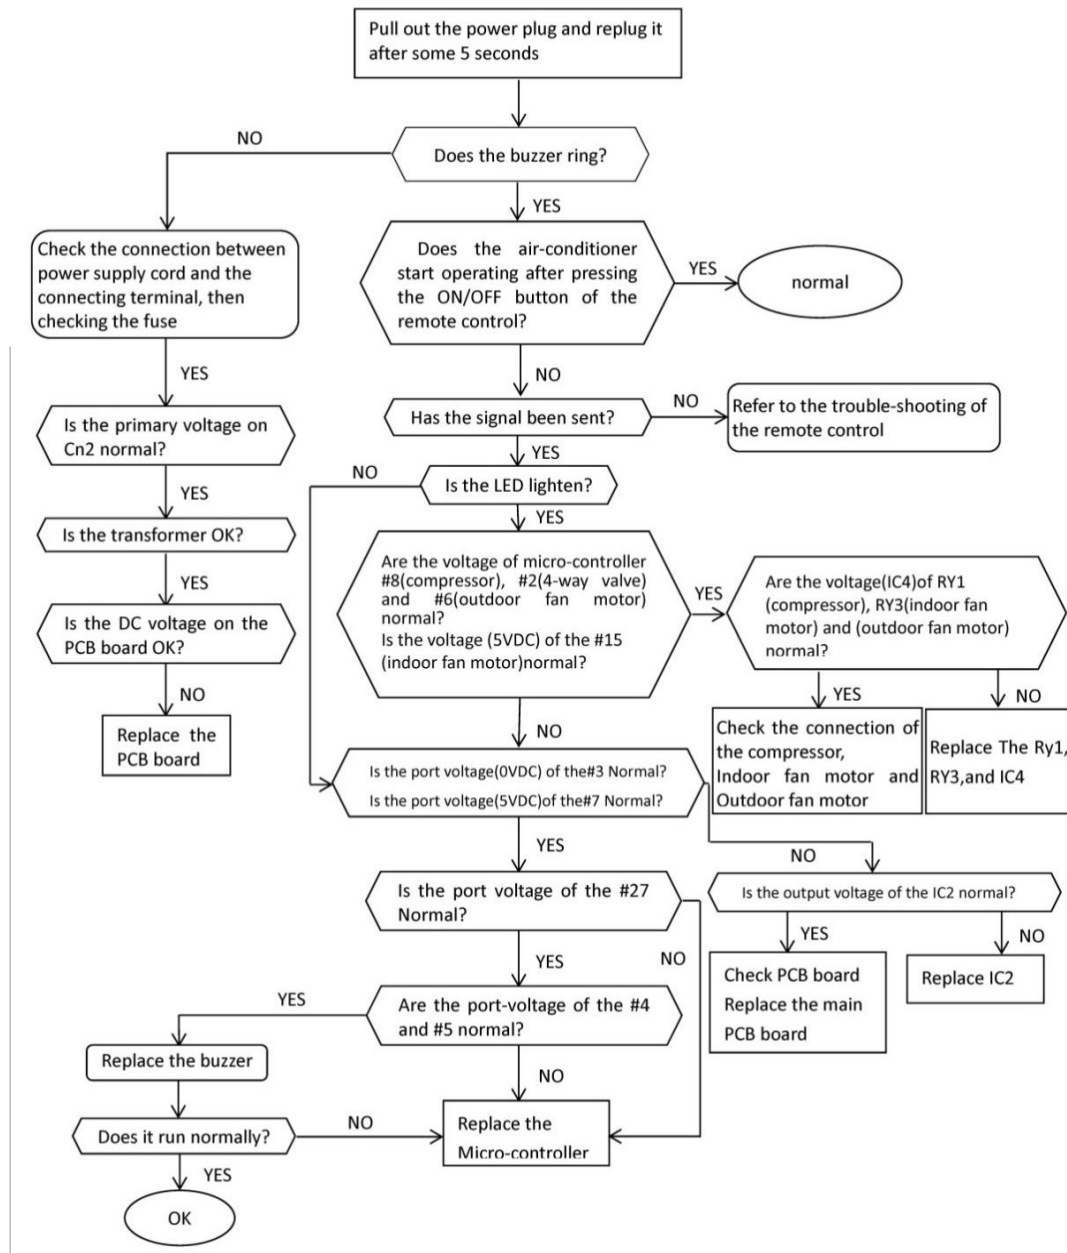 Pull out the power plug and replug it
after some 5 seconds
NO
Does the buzzer ring?
YES
Check the connection between
power supply cord and the
connecting terminal, then
checking the fuse
Does the air-conditioner
start operating after pressing
the ON/OFF button of the
remote control?
YES
normal
YES
NO
Is the primary voltage on
Cn2 normal?
Has the signal been sent?
NO
Refer to the trouble-shooting of
the remote control
YES
NO
Is the LED lighten?
YES
YES
Is the transformer OK?
YES
Is the DC voltage on the
PCB board OK?
NO
Replace the
PCB board
Are the voltage of micro-controller
#8(compressor), #2(4-way valve)
and #6(outdoor fan motor)
normal?
Is the voltage (5VDC) of the #15
(indoor fan motor)normal?
YES
Are the voltage(IC4)of RY1
(compressor), RY3(indoor fan
motor) and (outdoor fan motor)
normal?
YES
NO
Check the connection of
the compressor,
Indoor fan motor and
Outdoor fan motor
Replace The Ry1,
RY3,and IC4
NO
Is the port voltage(0VDC) of the#3 Normal?
Is the port voltage(5VDC)of the#7 Normal?
YES
NO
Is the output voltage of the IC2 normal?
YES
NO
Check PCB board
Replace the main
PCB board
Replace IC2
Is the port voltage of the #27
Normal?
YES
NO
Are the port-voltage of the #4
and #5 normal?
YES
NO
Replace the buzzer
Does it run normally?
NO
Replace the
Micro-controller
YES
OK